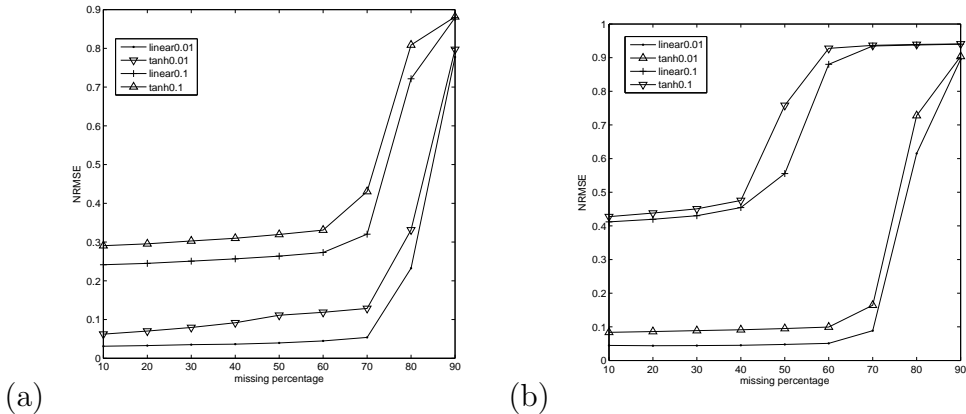 0.9
0.8
0.7
0.6
0.5
0.4
0.3
0.2
0.1
0
NRMSE
linear0.01
tanh0.01
linear0.1
tanh0.1
10 20 30 40 50 60 70 80 90
missing percentage
(a)
1
0.9
0.8
0.7
0.6
0.5
0.4
0.3
0.2
0.1
0
NRMSE
linear0.01
tanh0.01
linear0.1
tanh0.1
10 20 30 40 50 60 70 80 90
missing percentage
(b)